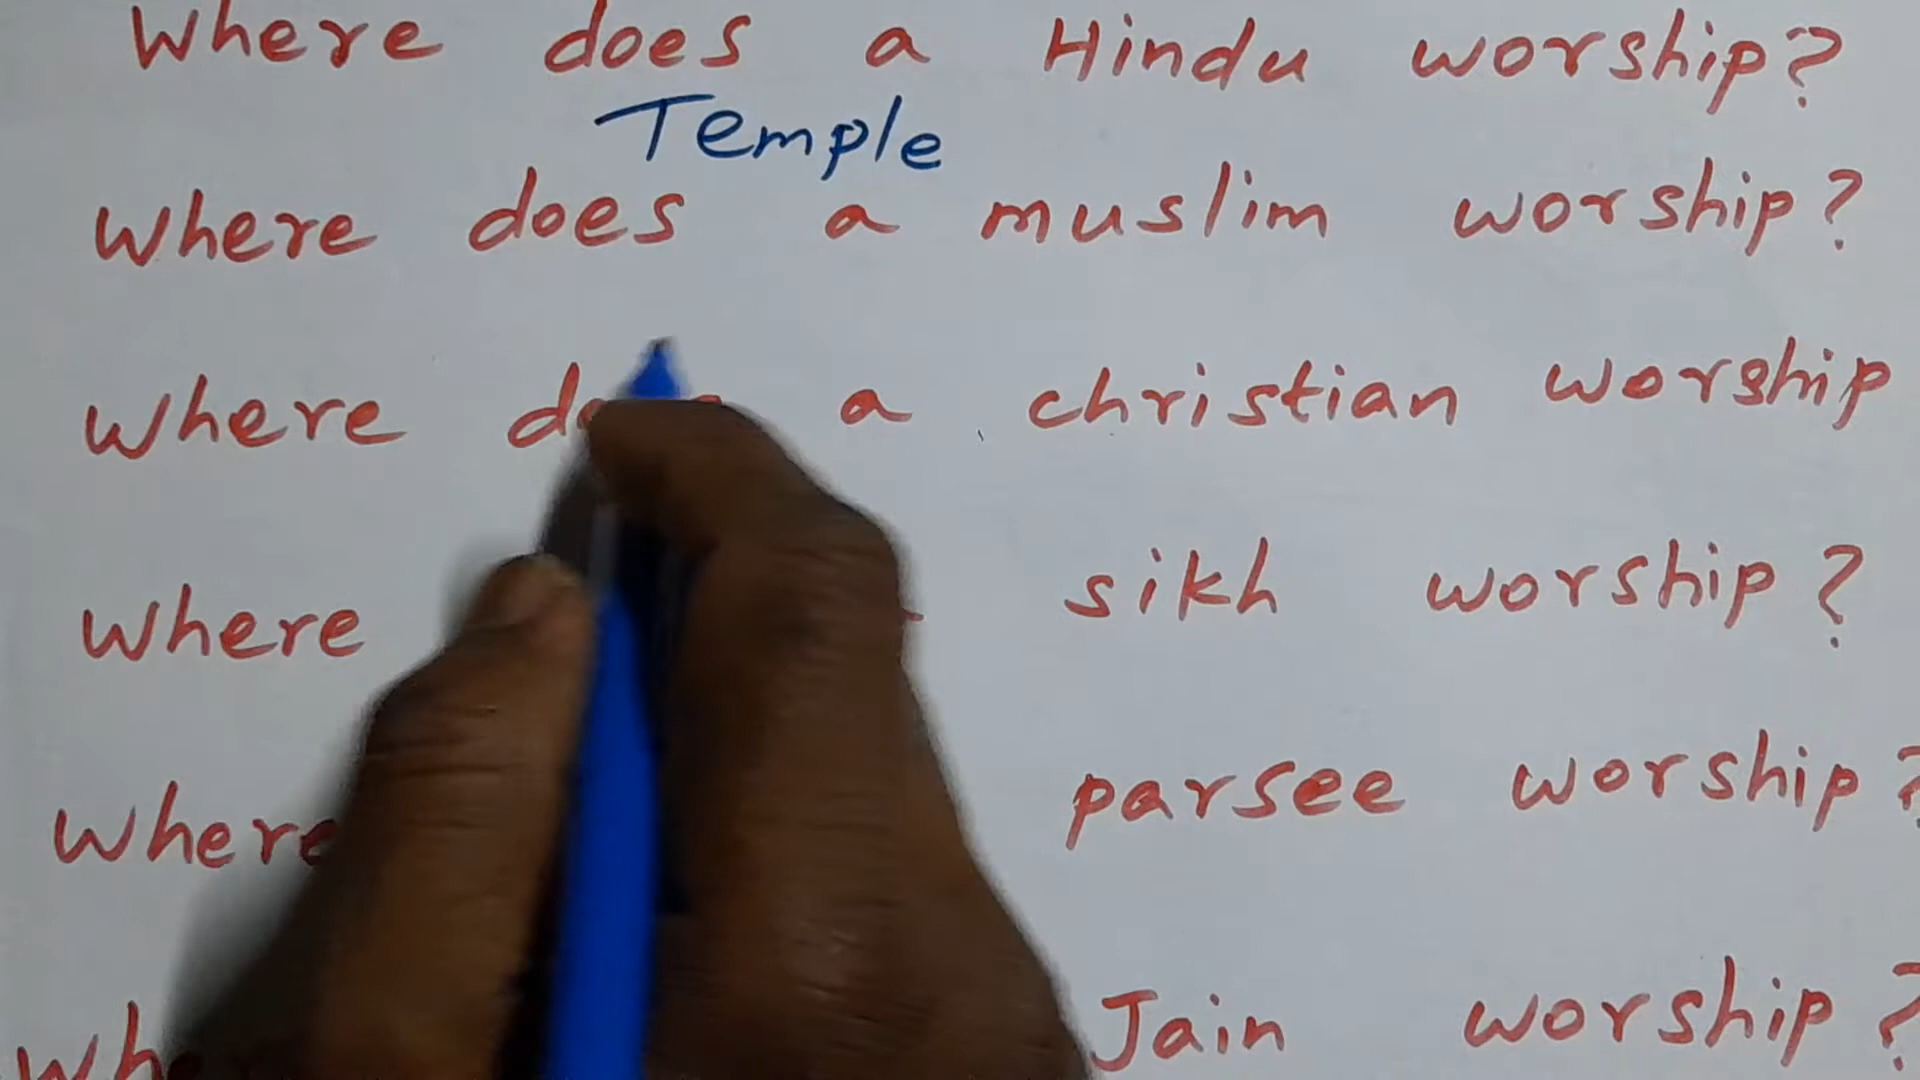 Where does a Hindu worship?
Temple
Where does a muslim worship?
Where a christian worship
Where sikh worship?
Where parsee worship?
Jain worship?